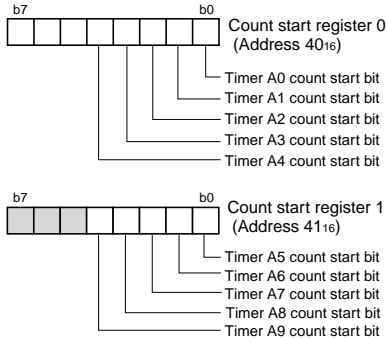 b7 b0 Count start register 0
(Address 40₁₆)
Timer A0 count start bit
Timer A1 count start bit
Timer A2 count start bit
Timer A3 count start bit
Timer A4 count start bit
b7 b0 Count start register 1
(Address 41₁₆)
Timer A5 count start bit
Timer A6 count start bit
Timer A7 count start bit
Timer A8 count start bit
Timer A9 count start bit